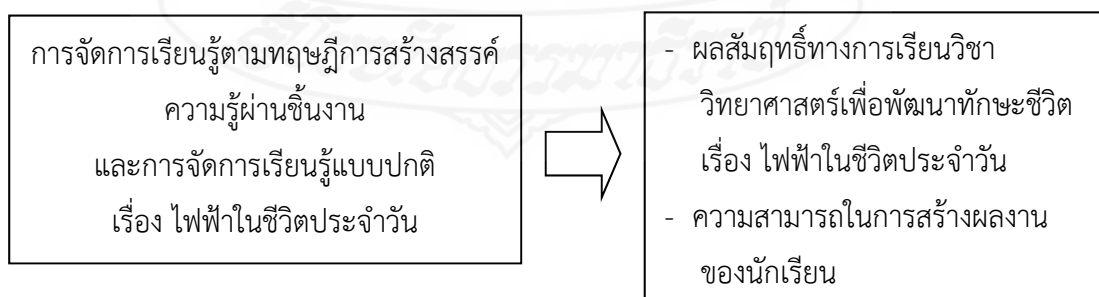 การจัดการเรียนรู้ตามทฤษฎีการสร้างสรรค์
ความรู้ผ่านชิ้นงาน
และการจัดการเรียนรู้แบบปกติ
เรื่อง ไฟฟ้าในชีวิตประจำวัน
- ผลสัมฤทธิ์ทางการเรียนวิชา
วิทยาศาสตร์เพื่อพัฒนาทักษะชีวิต
เรื่อง ไฟฟ้าในชีวิตประจำวัน
- ความสามารถในการสร้างผลงาน
ของนักเรียน